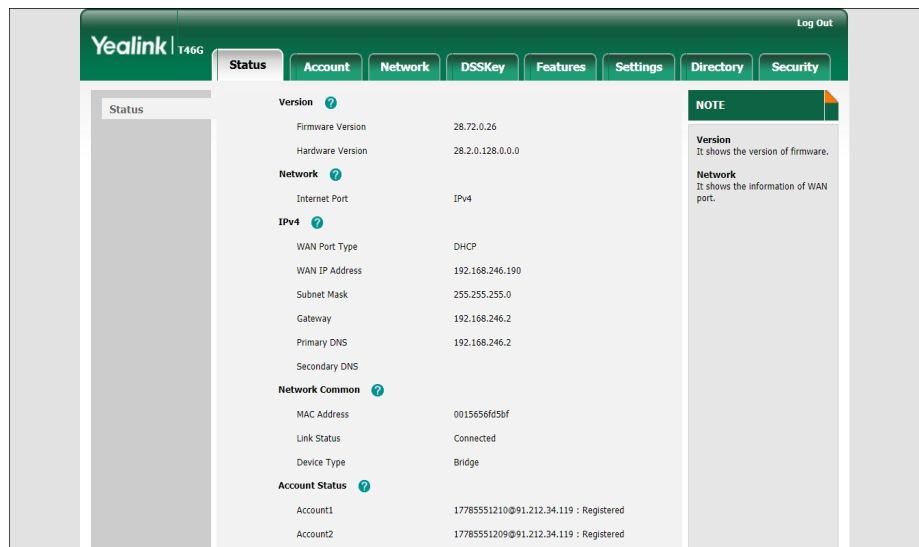 Log Out
Yealink | T46G
Status Account Network DSSKey Features Settings Directory Security
Status
Version ?
Firmware Version 28.72.0.26
Hardware Version 28.2.0.128.0.0.0
Network ?
Internet Port IPv4
IPv4 ?
WAN Port Type DHCP
WAN IP Address 192.168.246.190
Subnet Mask 255.255.255.0
Gateway 192.168.246.2
Primary DNS 192.168.246.2
Secondary DNS
Network Common ?
MAC Address 0015656fd5bf
Link Status Connected
Device Type Bridge
Account Status ?
Account1 17785551210@91.212.34.119 : Registered
Account2 17785551209@91.212.34.119 : Registered
NOTE
Version
It shows the version of firmware.
Network
It shows the information of WAN
port.